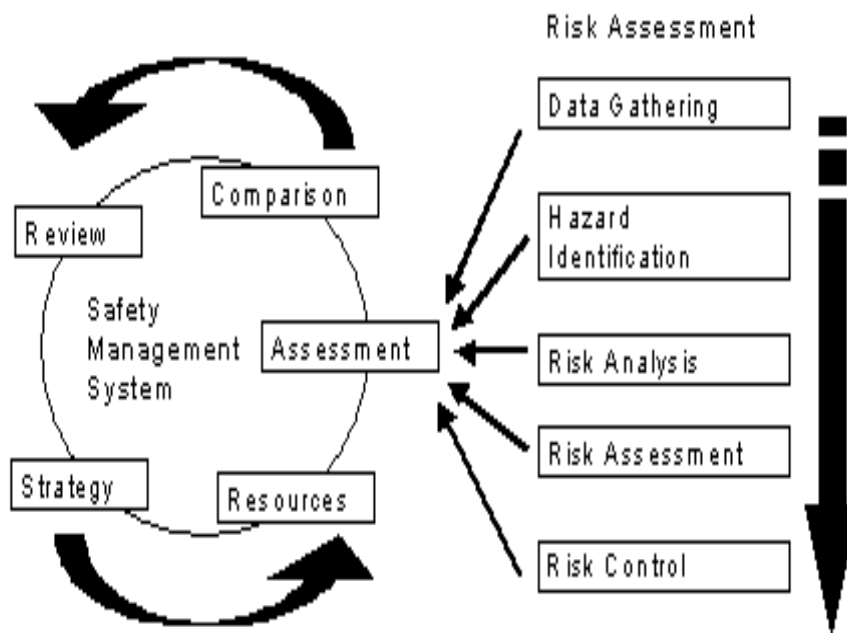 Risk Assessment
Data Gathering
Comparison
Review
Hazard
Identification
Safety
Management
System
Assessment
Risk Analysis
Risk Assessment
Strategy
Resources
Risk Control